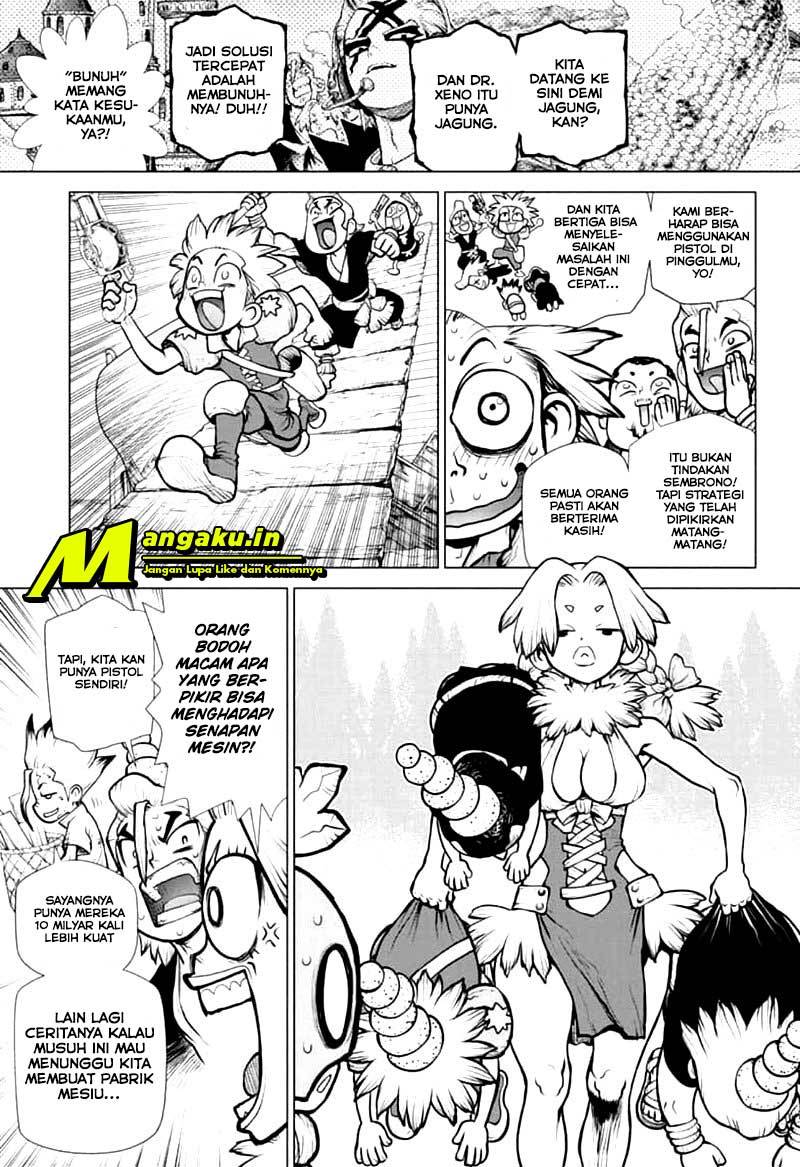 KITA
DATANG KE
SINI DEMI
JAGUNG,
KAN?
DAN DR.
XENO ITU
PUNYA
JAGUNG.
JADI SOLUSI
TERCEPAT
ADALAH
MEMBUNUH-
NYA! DUH!!
"BUNUH"
MEMANG
KATA KESU-
KAANMU,
YA?!
KAMI BER-
HARAP BISA
MENGGUNAKAN
PISTOL DI
PINGGULMU,
YO!
DAN KITA
BERTIGA BISA
MENYELE-
SAIKAN
MASALAH INI
DENGAN
CEPAT...
ITU BUKAN
TINDAKAN
SEMBRONO!
TAPI STRATEGI
YANG TELAH
DIPIKIRKAN
MATANG-
MATANG!
SEMUA ORANG
PASTI AKAN
BERTERIMA
KASIH!
Mangaku.in
Jangan Lupa Like dan Komennya
ORANG
BODOH
MACAM APA
YANG BER-
PIKIR BISA
MENGHADAPI
SENAPAN
MESIN?!
TAPI, KITA KAN
PUNYA PISTOL
SENDIRI!
SAYANGNYA
PUNYA MEREKA
10 MILYAR KALI
LEBIH KUAT
LAIN LAGI
CERITANYA KALAU
MUSUH INI MAU
MENUNGGU KITA
MEMBUAT PABRIK
MESIU...